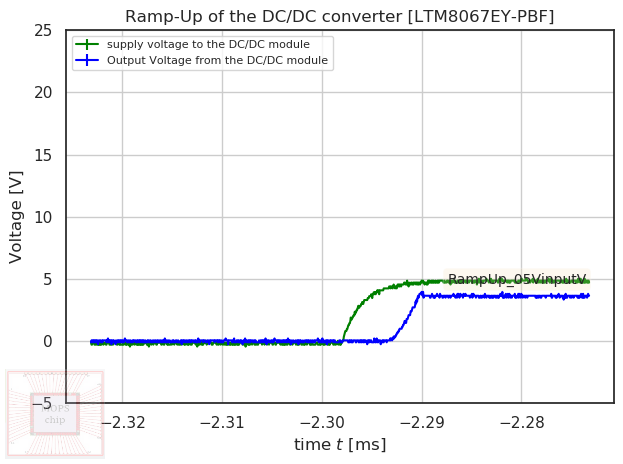 Ramp-Up of the DC/DC converter [LTM8067EY-PBF]
25
supply voltage to the DC/DC module
Output Voltage from the DC/DC module
20
15
10
5
0
−5
Voltage [V]
RampUp_05VinputV
MOPS
chip
−2.32
−2.31
−2.30
−2.29
−2.28
time t [ms]